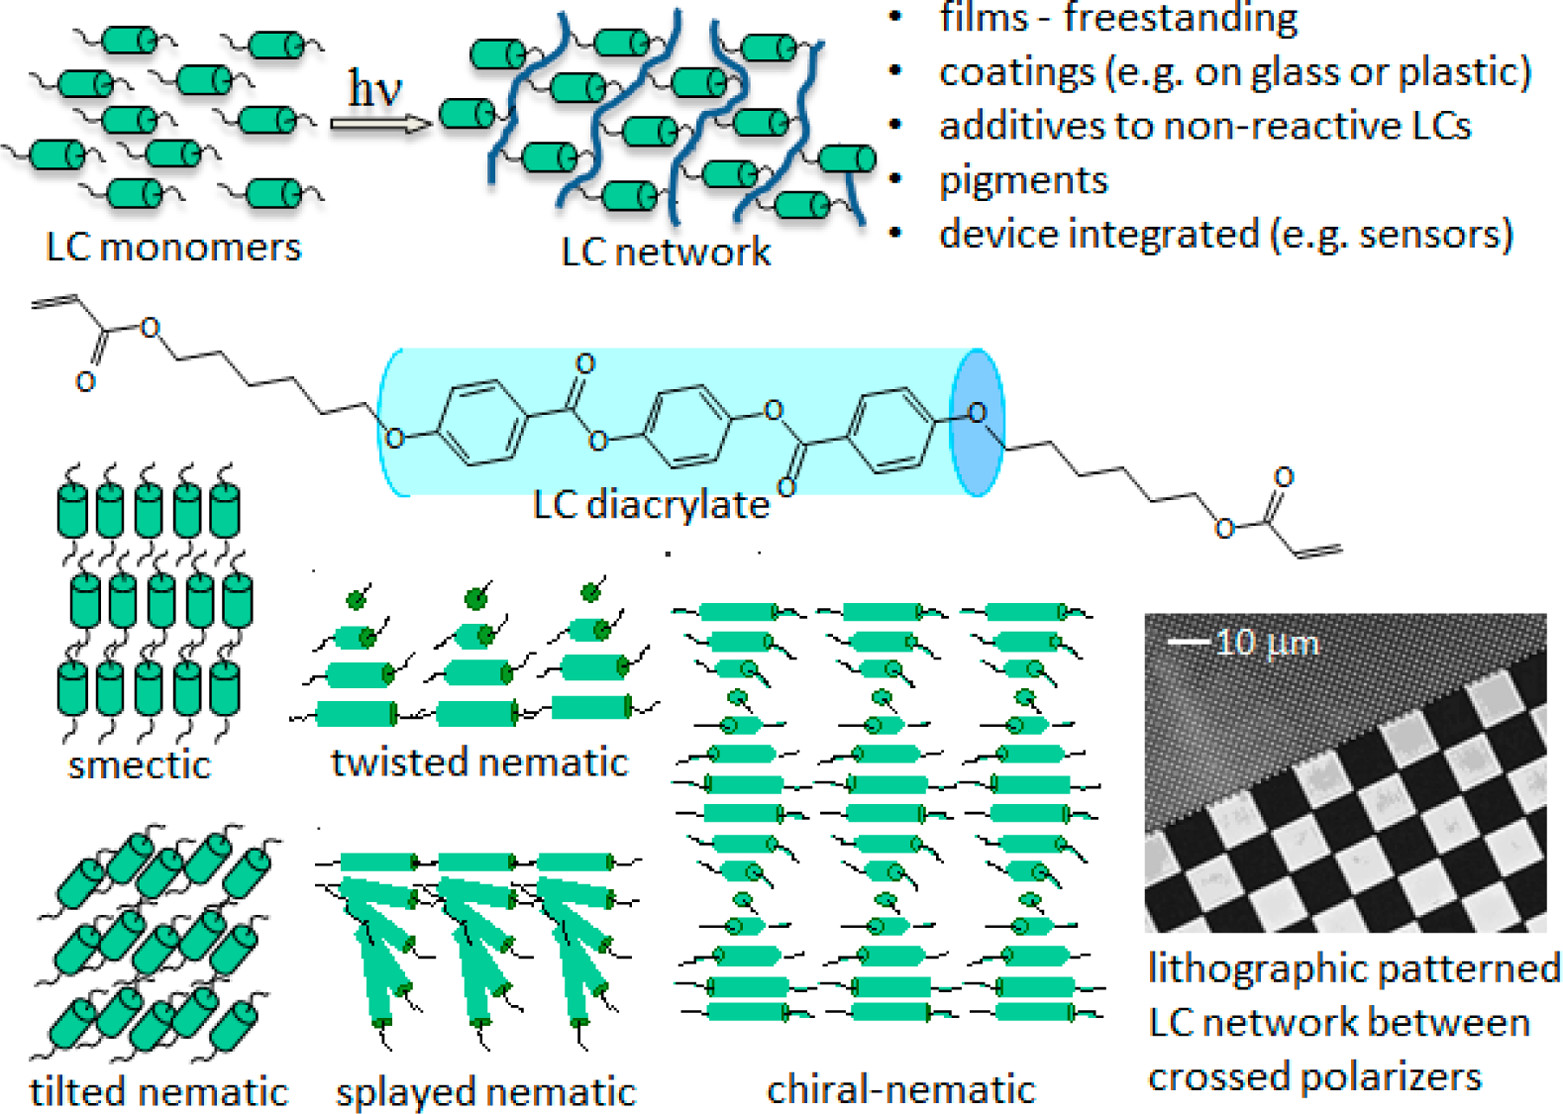 • films - freestanding
• coatings (e.g. on glass or plastic)
• additives to non-reactive LCs
• pigments
• device integrated (e.g. sensors)
hν
LC monomers
LC network
O
O
O
O
O
O
O
O
O
O
LC diacrylate
smectic
twisted nematic
10 μm
tilted nematic
splayed nematic
chiral-nematic
lithographic patterned
LC network between
crossed polarizers